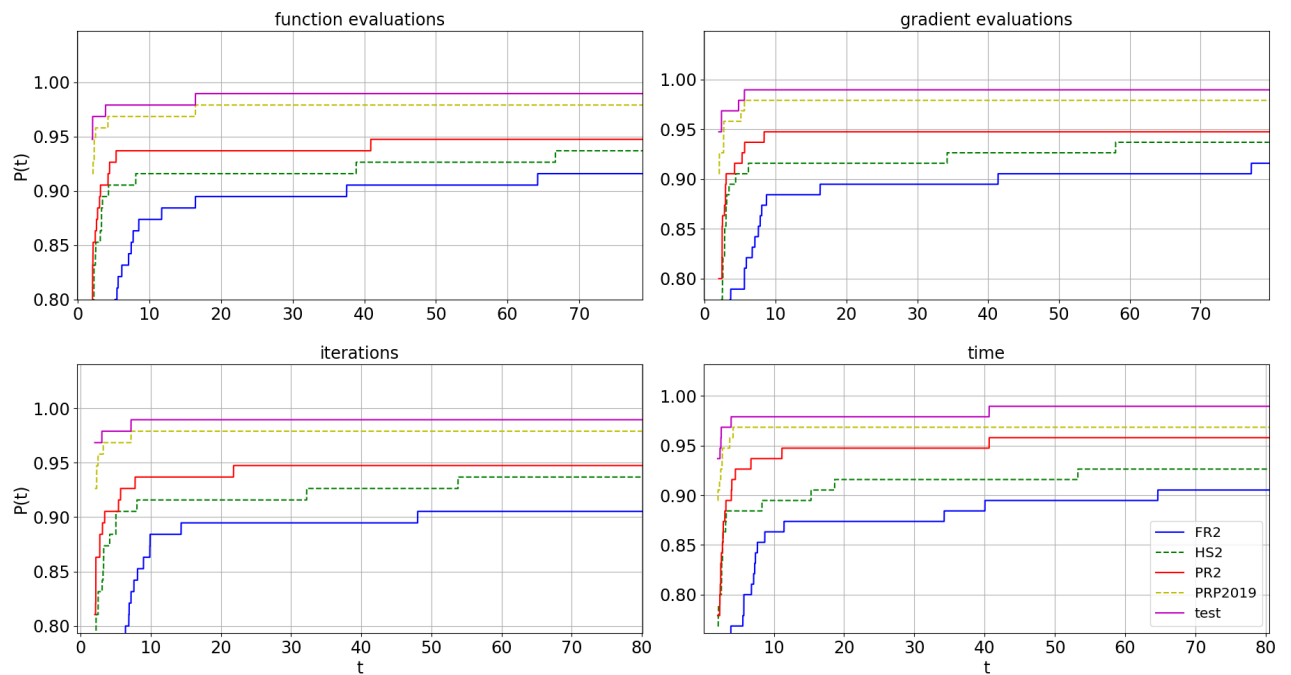 function evaluations
P(t)
1.00
0.95
0.90
0.85
0.80
0 10 20 30 40 50 60 70
gradient evaluations
1.00
0.95
0.90
0.85
0.80
0 10 20 30 40 50 60 70
iterations
P(t)
1.00
0.95
0.90
0.85
0.80
0 10 20 30 40 50 60 70 80
t
time
1.00
0.95
0.90
0.85
0.80
10 20 30 40 50 60 70 80
t
FR2
HS2
PR2
PRP2019
test